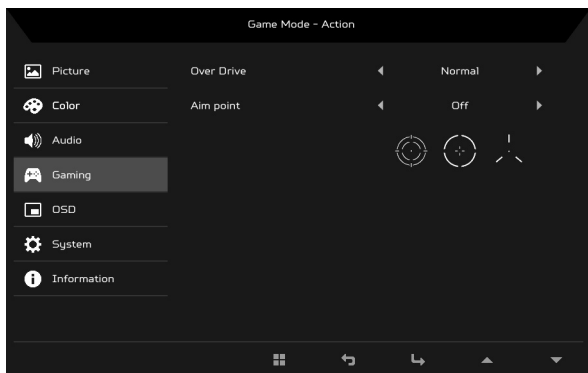 Game Mode - Action
Picture
Over Drive Normal
Color
Aim point Off
Audio
Gaming
OSD
System
Information